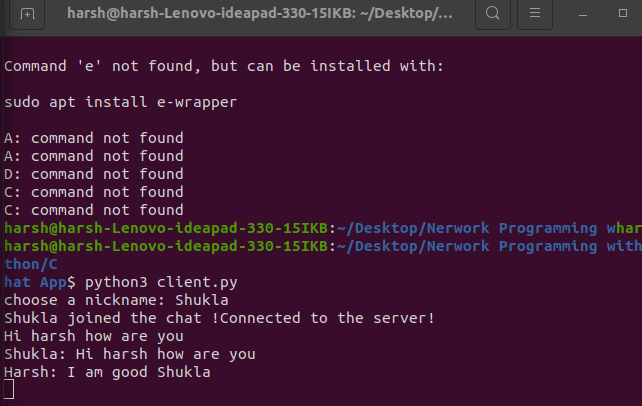 harsh@harsh-Lenovo-ideapad-330-15IKB: ~/Desktop/...
Command 'e' not found, but can be installed with:
sudo apt install e-wrapper
A: command not found
A: command not found
D: command not found
C: command not found
C: command not found
harsh@harsh-Lenovo-ideapad-330-15IKB:~/Desktop/Nerwork Programming whar
harsh@harsh-Lenovo-ideapad-330-15IKB:~/Desktop/Nerwork Programming with
thon/C
hat App$ python3 client.py
choose a nickname: Shukla
Shukla joined the chat !Connected to the server!
Hi harsh how are you
Shukla: Hi harsh how are you
Harsh: I am good Shukla